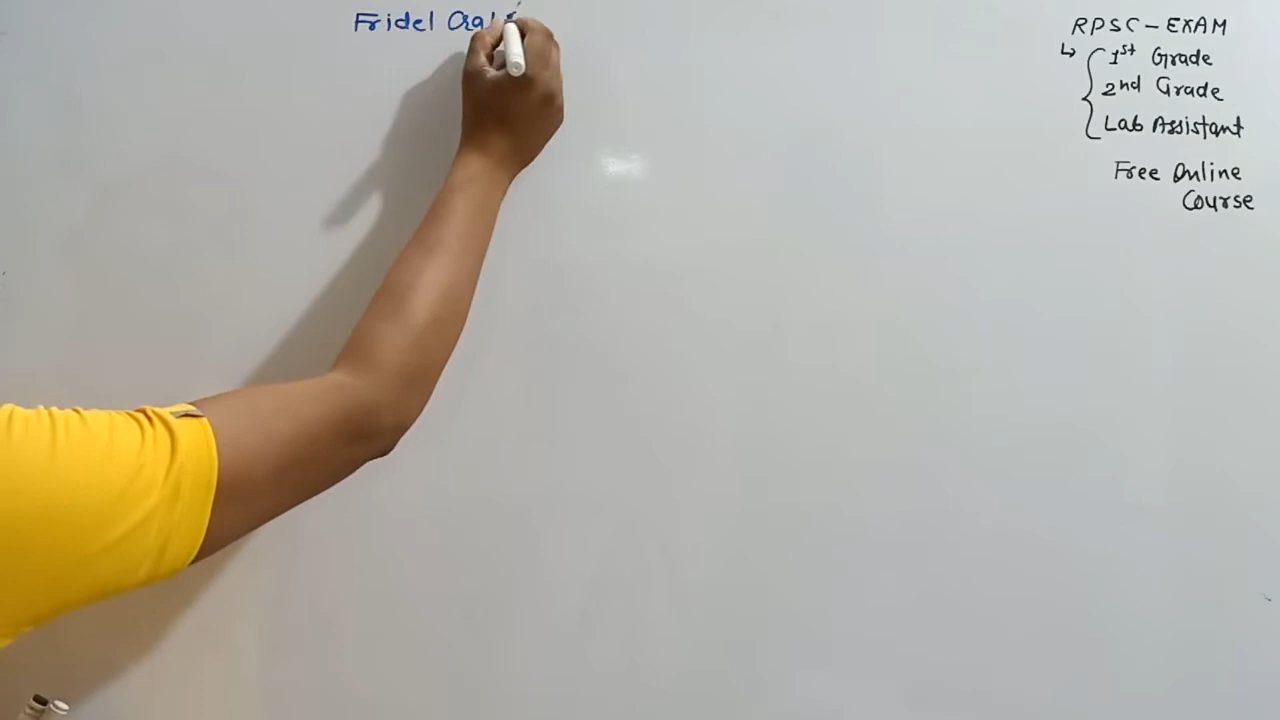 Fridel
RPSC - EXAM
↳ 1st Grade
2nd Grade
Lab Assistant
Free Online
Course